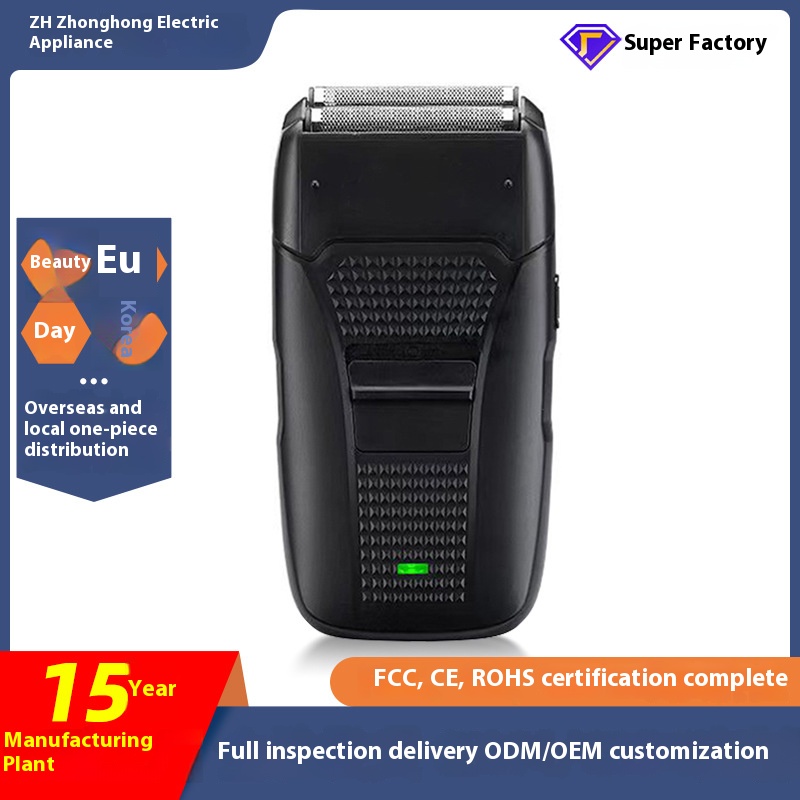 ZH Zhonghong Electric
Appliance
Super Factory
Beauty Eu
Day
Korea
...
Overseas and
local one-piece
distribution
15 Year
Manufacturing
Plant
FCC, CE, ROHS certification complete
Full inspection delivery ODM/OEM customization